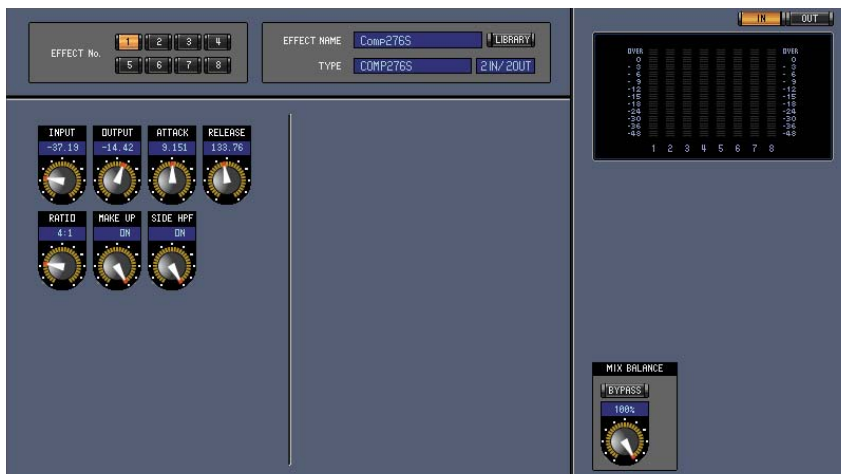 IN OUT
EFFECT No.
1 2 3 4
5 6 7 8
EFFECT NAME Comp276S LIBRARY
TYPE COMP276S 2IN/2OUT
OVER OVER
0 0
- 3 - 3
- 6 - 6
- 9 - 9
-12 -12
-15 -15
-18 -18
-24 -24
-30 -30
-36 -36
-48 -48
1 2 3 4 5 6 7 8
INPUT OUTPUT ATTACK RELEASE
-37.19 -14.42 9.151 133.76
RATIO MAKE UP SIDE HPF
4:1 ON ON
MIX BALANCE
BYPASS
100%